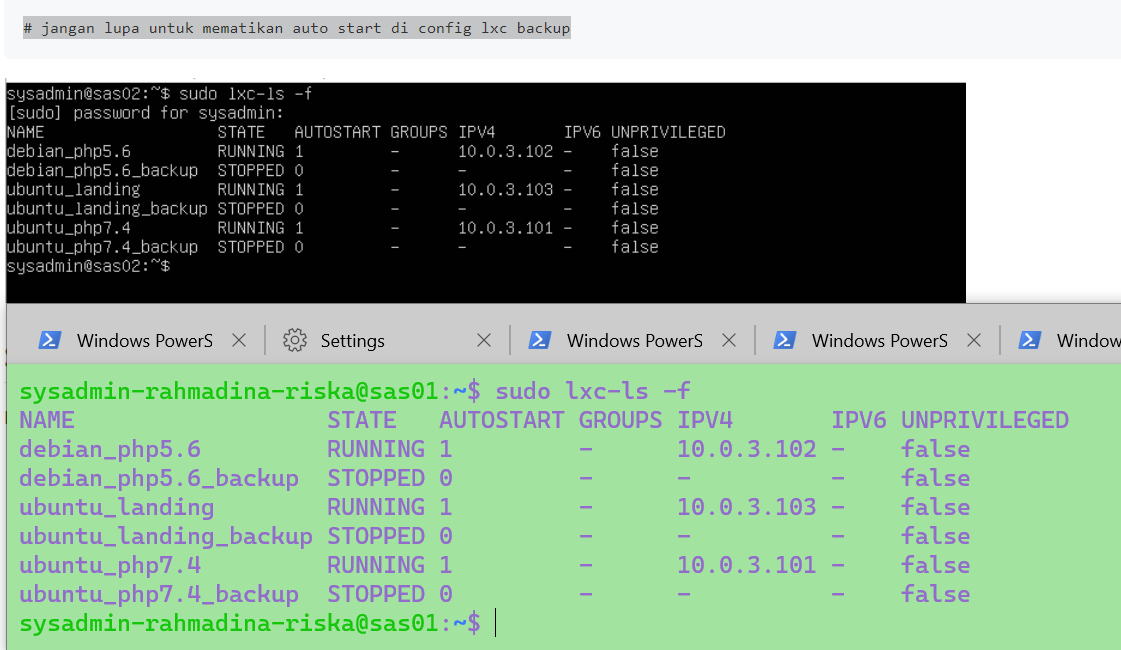 # jangan lupa untuk mematikan auto start di config lxc backup
sysadmin@sas02:~$ sudo lxc-ls -f
[sudo] password for sysadmin:
NAME STATE AUTOSTART GROUPS IPV4 IPV6 UNPRIVILEGED
debian_php5.6 RUNNING 1 - 10.0.3.102 - false
debian_php5.6_backup STOPPED 0 - - - false
ubuntu_landing RUNNING 1 - 10.0.3.103 - false
ubuntu_landing_backup STOPPED 0 - - - false
ubuntu_php7.4 RUNNING 1 - 10.0.3.101 - false
ubuntu_php7.4_backup STOPPED 0 - - - false
sysadmin@sas02:~$
Windows PowerS Settings Windows PowerS Windows PowerS Window
sysadmin-rahmadina-riska@sas01:~$ sudo lxc-ls -f
NAME STATE AUTOSTART GROUPS IPV4 IPV6 UNPRIVILEGED
debian_php5.6 RUNNING 1 - 10.0.3.102 - false
debian_php5.6_backup STOPPED 0 - - - false
ubuntu_landing RUNNING 1 - 10.0.3.103 - false
ubuntu_landing_backup STOPPED 0 - - - false
ubuntu_php7.4 RUNNING 1 - 10.0.3.101 - false
ubuntu_php7.4_backup STOPPED 0 - - - false
sysadmin-rahmadina-riska@sas01:~$